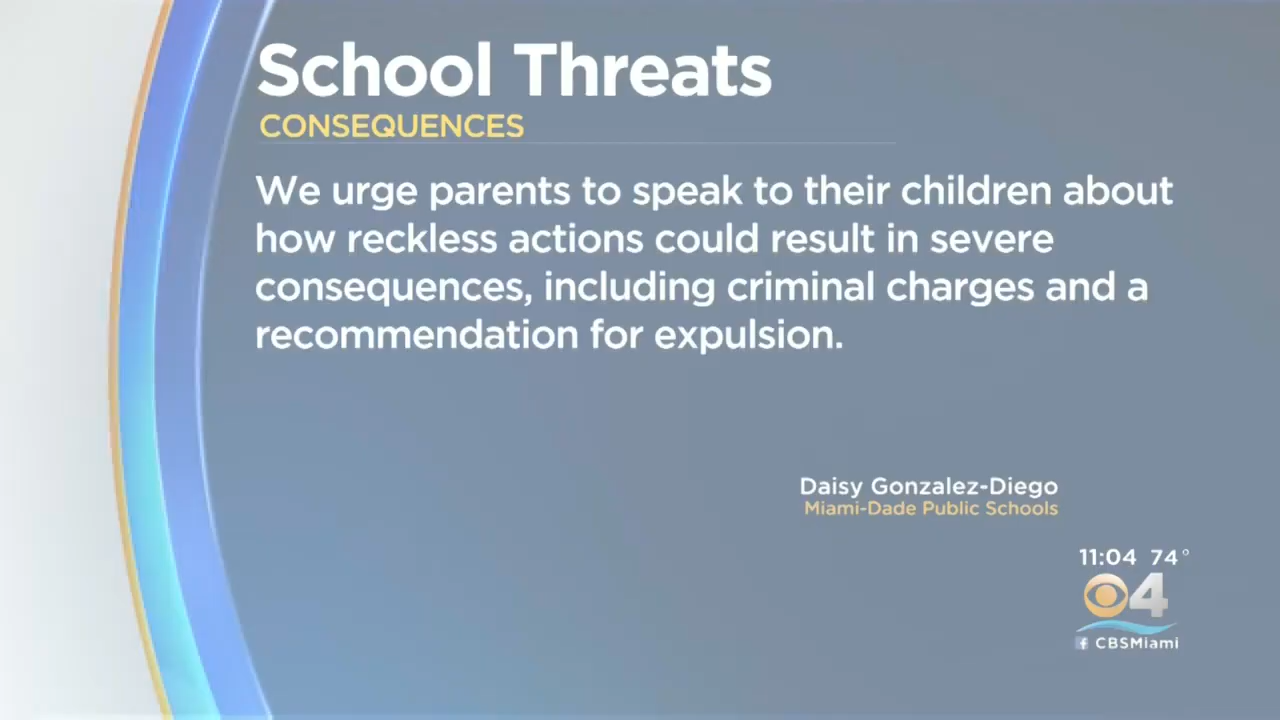 School Threats
CONSEQUENCES
We urge parents to speak to their children about
how reckless actions could result in severe
consequences, including criminal charges and a
recommendation for expulsion.
Daisy Gonzalez-Diego
Miami-Dade Public Schools
11:04 74°
4
f CBSMiami